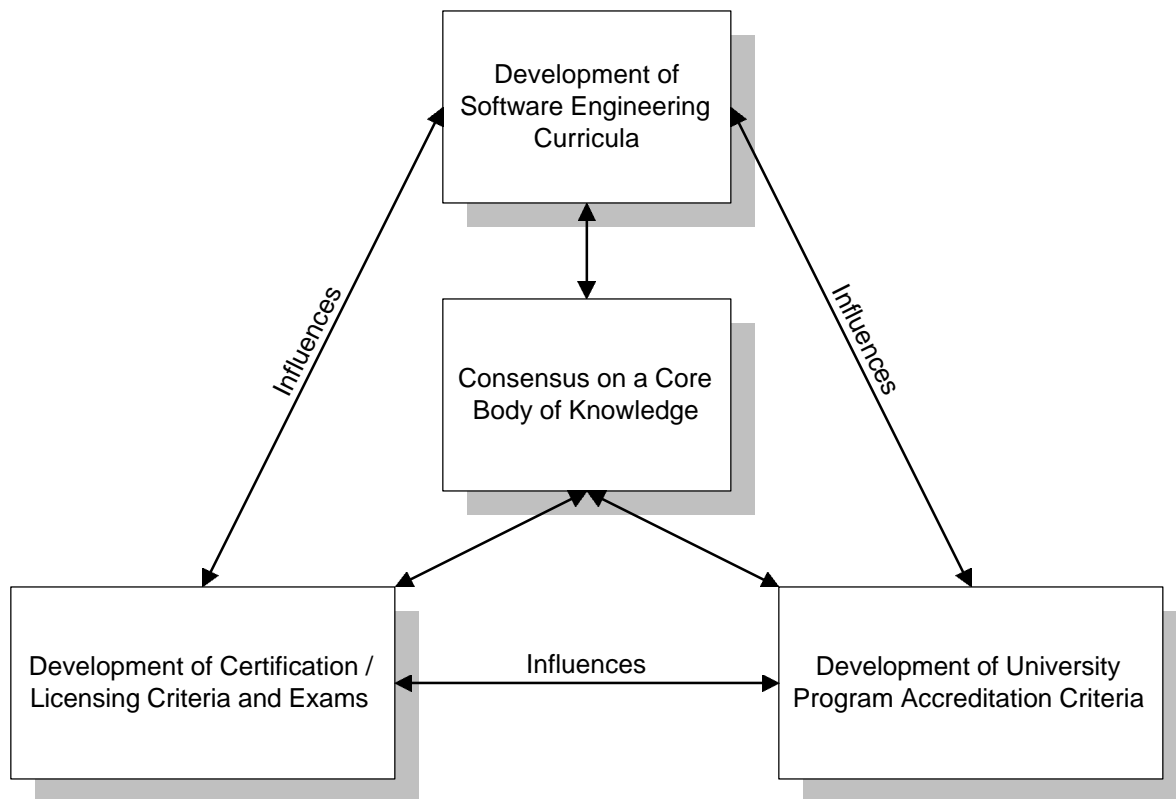 Development of
Software Engineering
Curricula
Influences
Influences
Consensus on a Core
Body of Knowledge
Development of Certification /
Licensing Criteria and Exams
Influences
Development of University
Program Accreditation Criteria